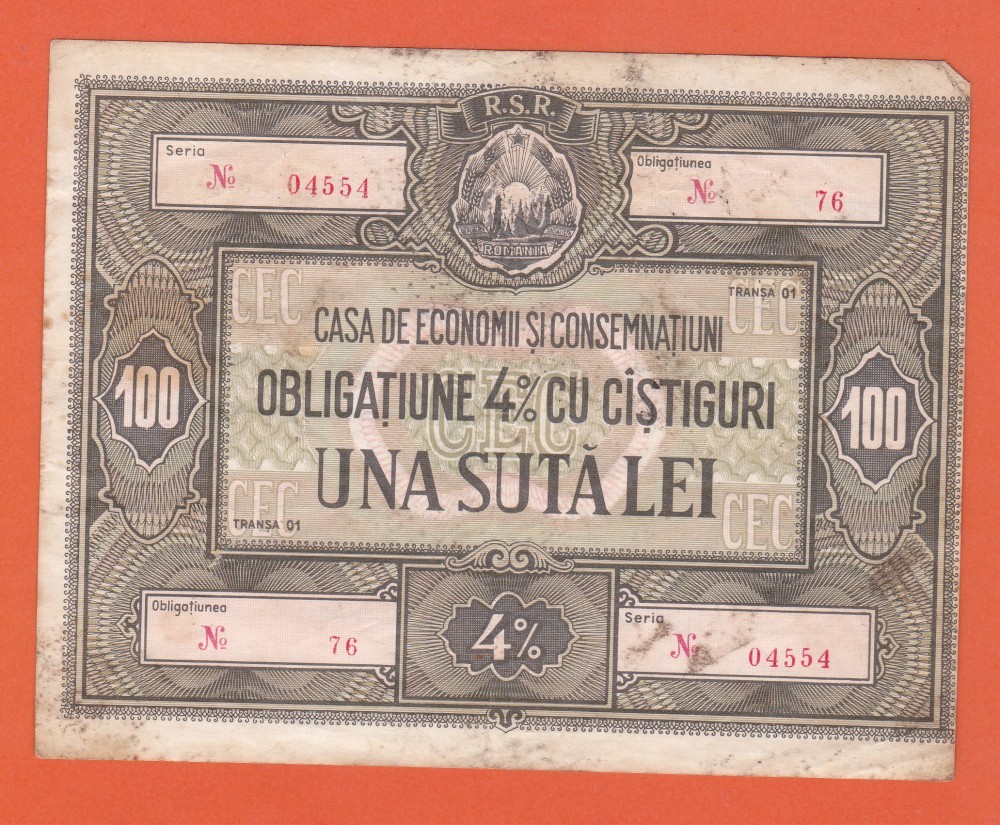 R.S.R.
Seria
№ 04554
Obligațiunea
№ 76
ROMANIA
CEC
CEC
TRANȘA 01
CASA DE ECONOMII ȘI CONSEMNAȚIUNI
OBLIGAȚIUNE 4% CU CÎȘTIGURI
CEC
100
100
UNA SUTĂ LEI
CEC
CEC
TRANȘA 01
Obligațiunea
№ 76
4%
Seria
№ 04554